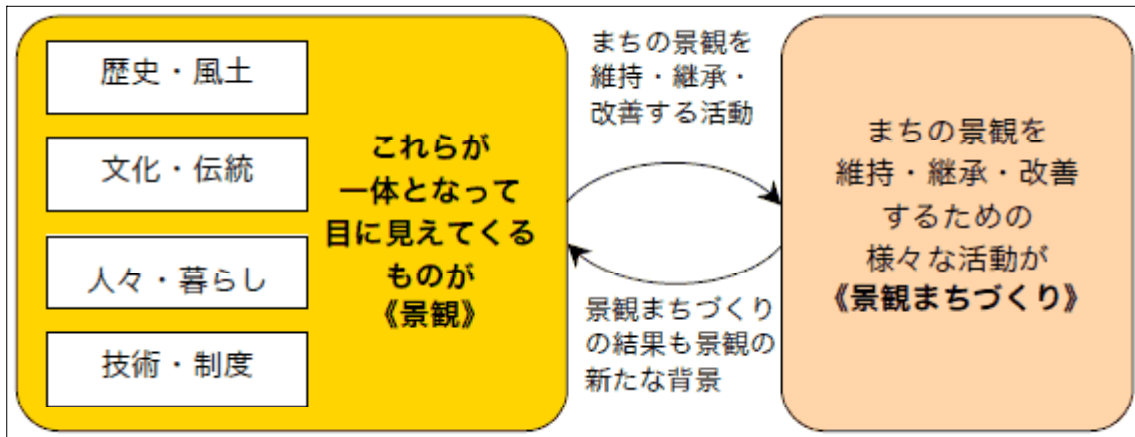 歴史・風土
文化・伝統
人々・暮らし
技術・制度
これらが
一体となって
目に見えてくる
ものが
《景観》
まちの景観を
維持・継承・
改善する活動
景観まちづくり
の結果も景観の
新たな背景
まちの景観を
維持・継承・改善
するための
様々な活動が
《景観まちづくり》